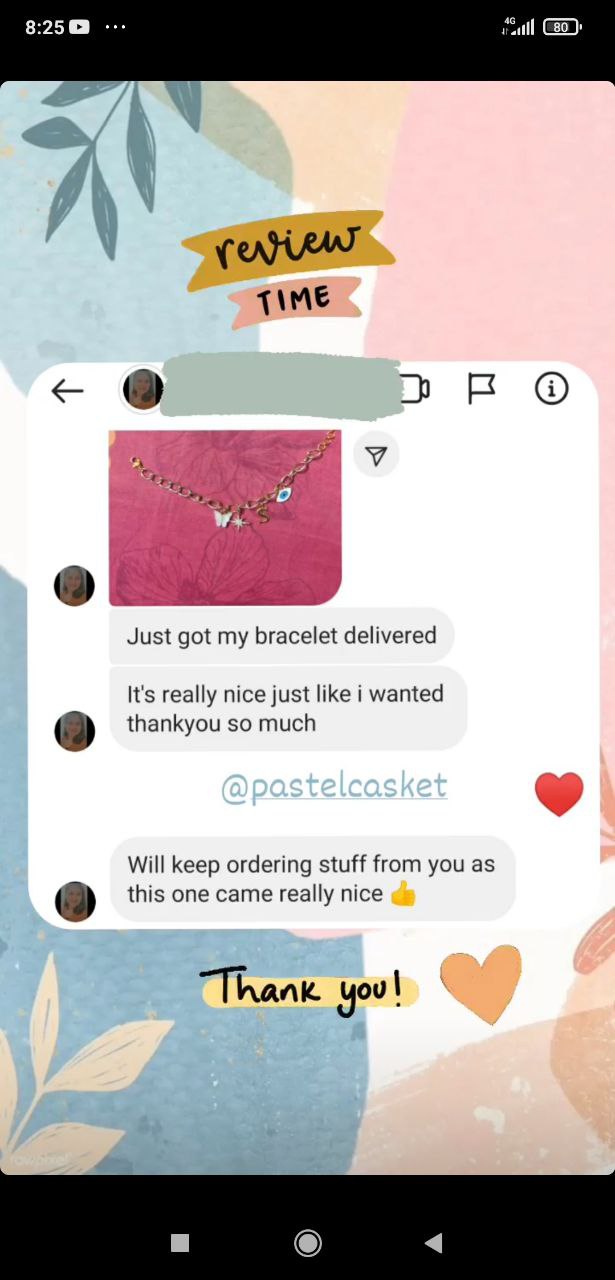 8:25
4G
80
review
TIME
S
Just got my bracelet delivered
It's really nice just like i wanted
thankyou so much
@pastelcasket
Will keep ordering stuff from you as
this one came really nice 👍
Thank you!
rawpixel